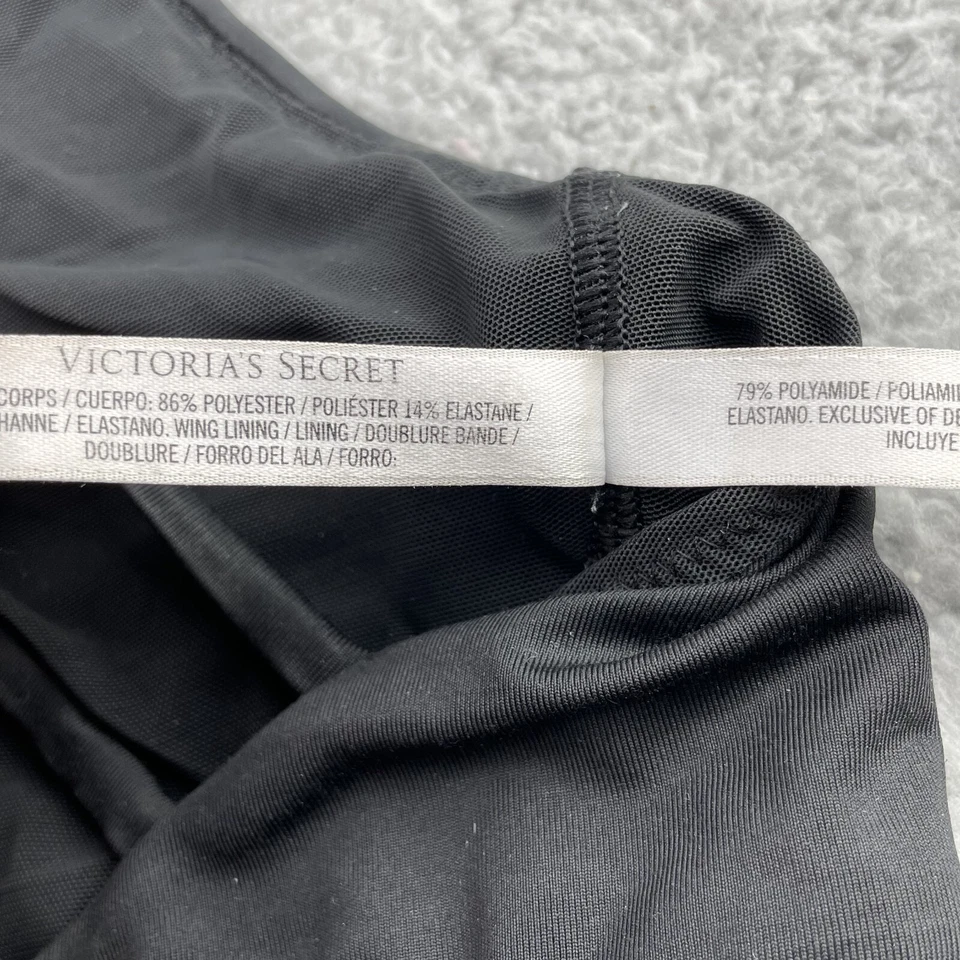 VICTORIA'S SECRET
CORPS / CUERPO: 86% POLYESTER / POLIÉSTER 14% ELASTANE /
HANNE / ELASTANO. WING LINING / LINING / DOUBLURE BANDE /
DOUBLURE / FORRO DEL ALA / FORRO:
79% POLYAMIDE / POLIAMID
ELASTANO. EXCLUSIVE OF DE
INCLUYE